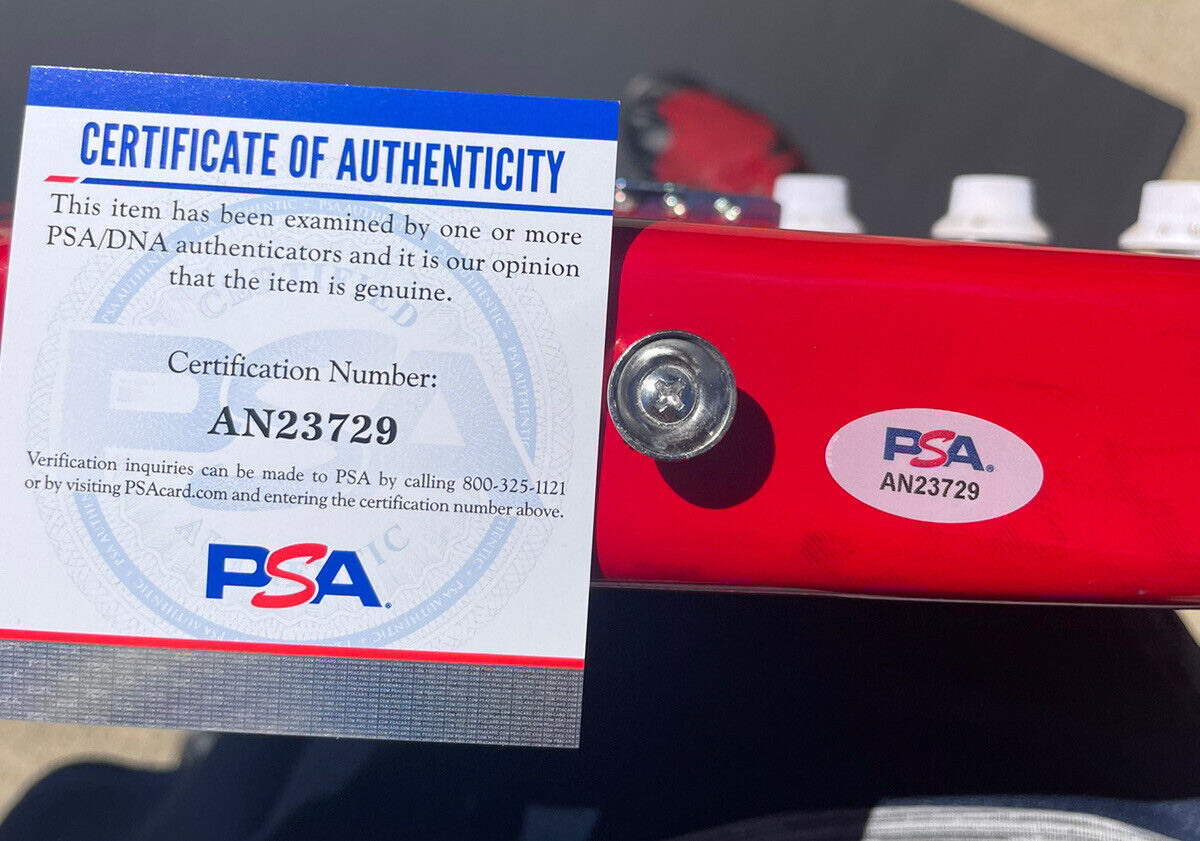 CERTIFICATE OF AUTHENTICITY
This item has been examined by one or more
PSA/DNA authenticators and it is our opinion
that the item is genuine.
Certification Number:
AN23729
Verification inquiries can be made to PSA by calling 800-325-1121
or by visiting PSAcard.com and entering the certification number above.
PSA.
PSA.
AN23729